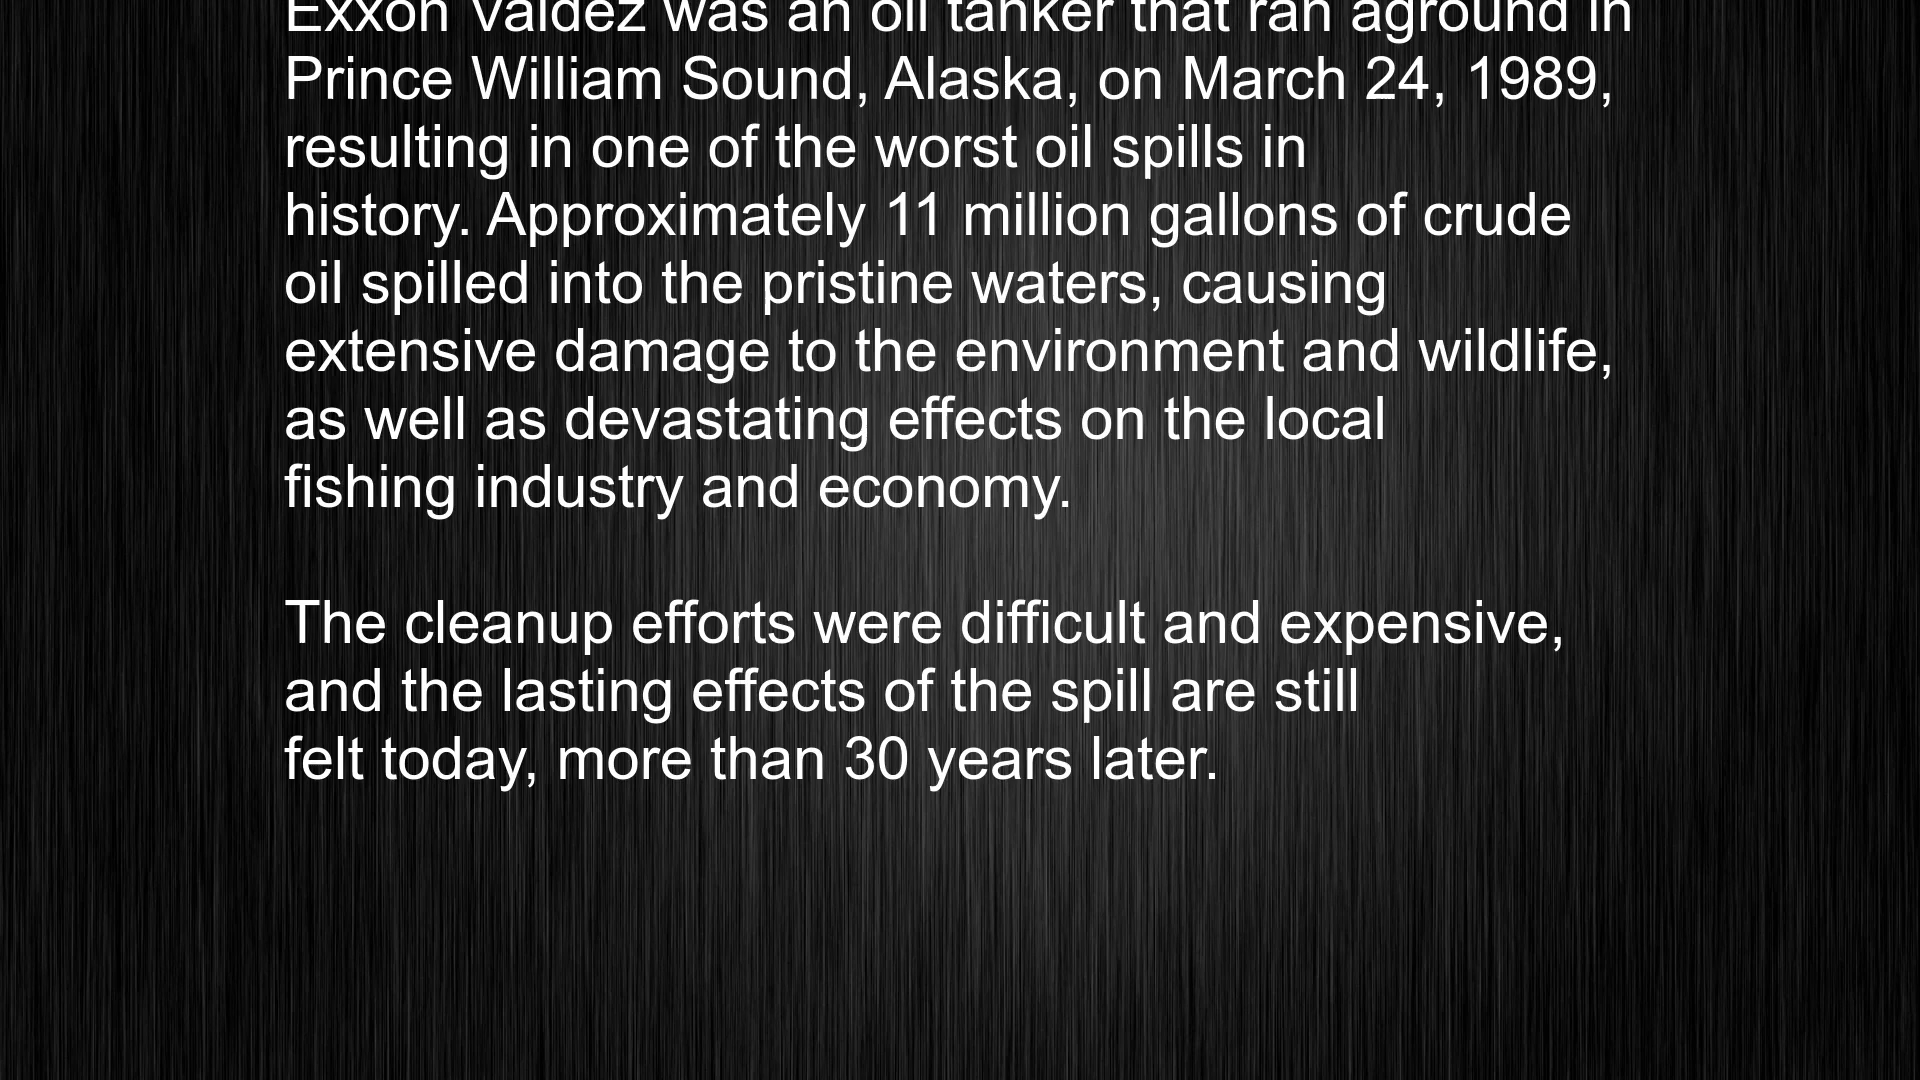 Exxon Valdez was an oil tanker that ran aground in
Prince William Sound, Alaska, on March 24, 1989,
resulting in one of the worst oil spills in
history. Approximately 11 million gallons of crude
oil spilled into the pristine waters, causing
extensive damage to the environment and wildlife,
as well as devastating effects on the local
fishing industry and economy.
The cleanup efforts were difficult and expensive,
and the lasting effects of the spill are still
felt today, more than 30 years later.